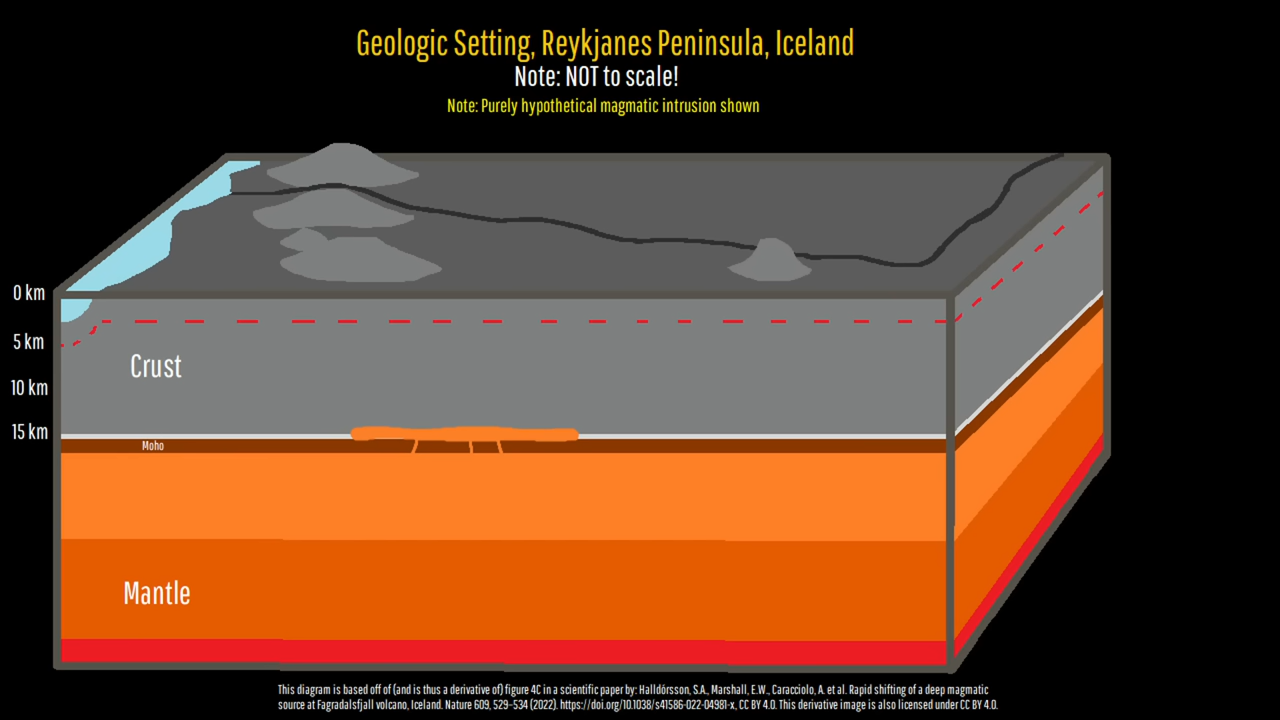 Geologic Setting, Reykjanes Peninsula, Iceland
Note: NOT to scale!
Note: Purely hypothetical magmatic intrusion shown
0 km
5 km
Crust
10 km
15 km
Moho
Mantle
This diagram is based off of (and is thus a derivative of) figure 4C in a scientific paper by: Halldórsson, S.A., Marshall, E.W., Caracciolo, A. et al. Rapid shifting of a deep magmatic
source at Fagradalsfjall volcano, Iceland. Nature 609, 529–534 (2022). https://doi.org/10.1038/s41586-022-04981-x, CC BY 4.0. This derivative image is also licensed under CC BY 4.0.